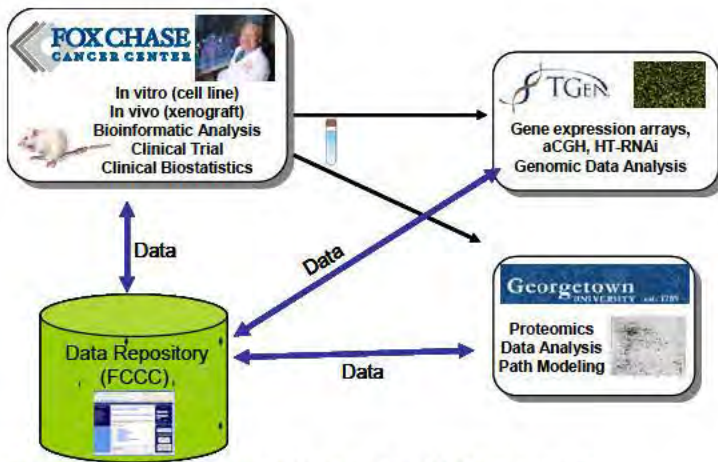 FOX CHASE
CANCER CENTER
In vitro (cell line)
In vivo (xenograft)
Bioinformatic Analysis
Clinical Trial
Clinical Biostatistics
TGEN
Gene expression arrays,
aCGH, HT-RNAi
Genomic Data Analysis
Data
Data
Georgetown
UNIVERSITY est. 1789
Proteomics
Data Analysis
Path Modeling
Data Repository
(FCCC)
Data